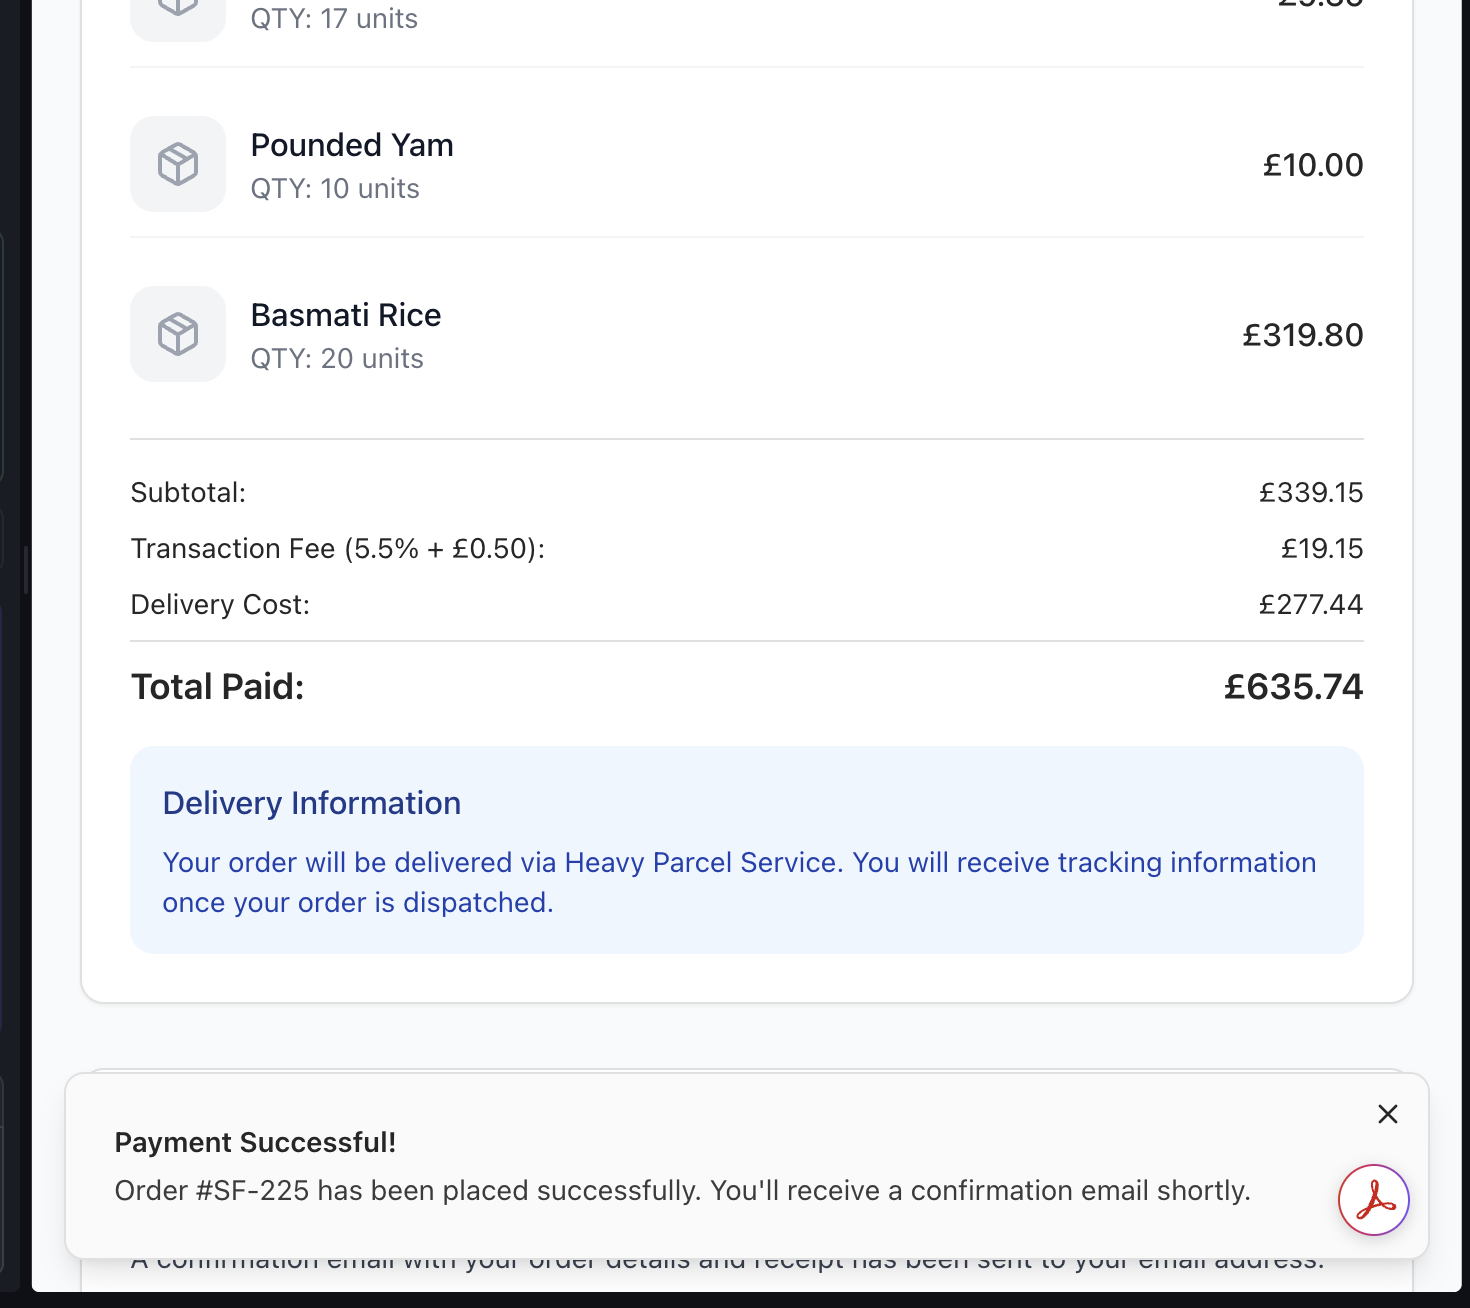 QTY: 17 units
Pounded Yam
QTY: 10 units
£10.00
Basmati Rice
QTY: 20 units
£319.80
Subtotal:
£339.15
Transaction Fee (5.5% + £0.50):
£19.15
Delivery Cost:
£277.44
Total Paid:
£635.74
Delivery Information
Your order will be delivered via Heavy Parcel Service. You will receive tracking information
once your order is dispatched.
Payment Successful!
Order #SF-225 has been placed successfully. You'll receive a confirmation email shortly.
A confirmation email with your order details and receipt has been sent to your email address.